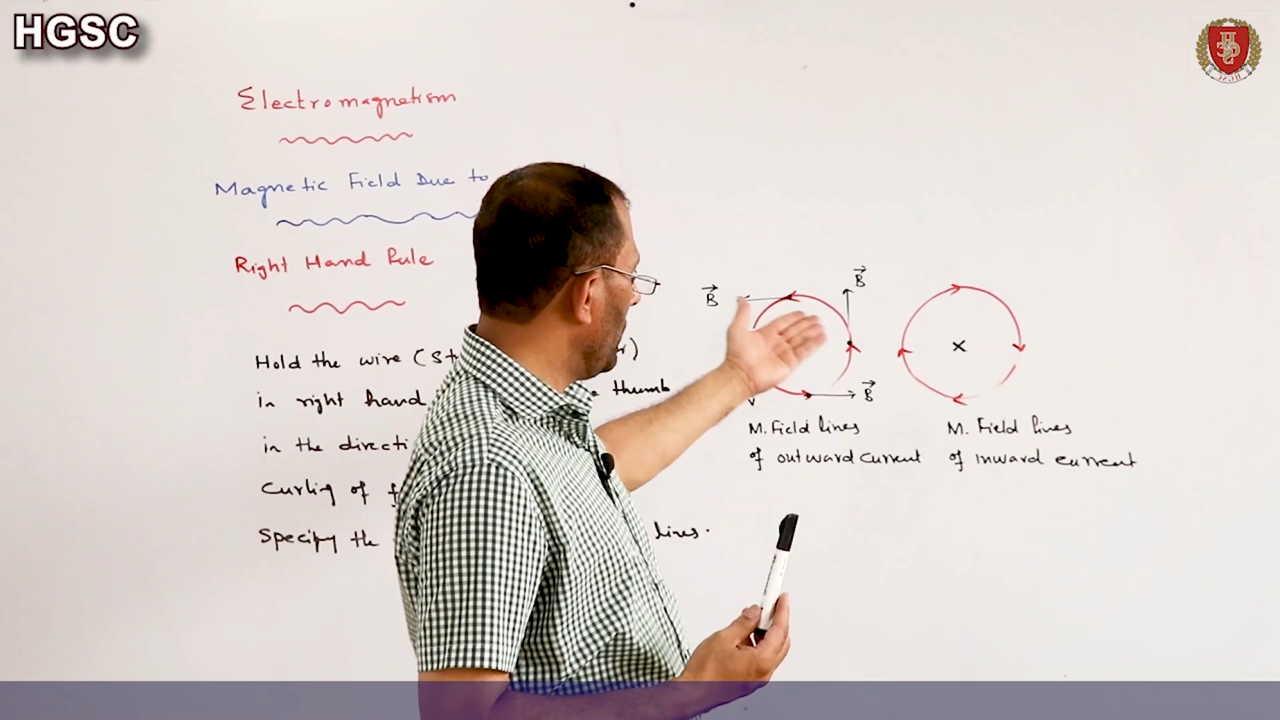 HGSC
Electromagnetism
Magnetic Field Due to
Right Hand Rule
Hold the wire (St
in right hand thumb
in the directi
Curling of f
Specify the lines.
B
B
B
x
M. Field lines
of outward current
M. Field lines
of inward current